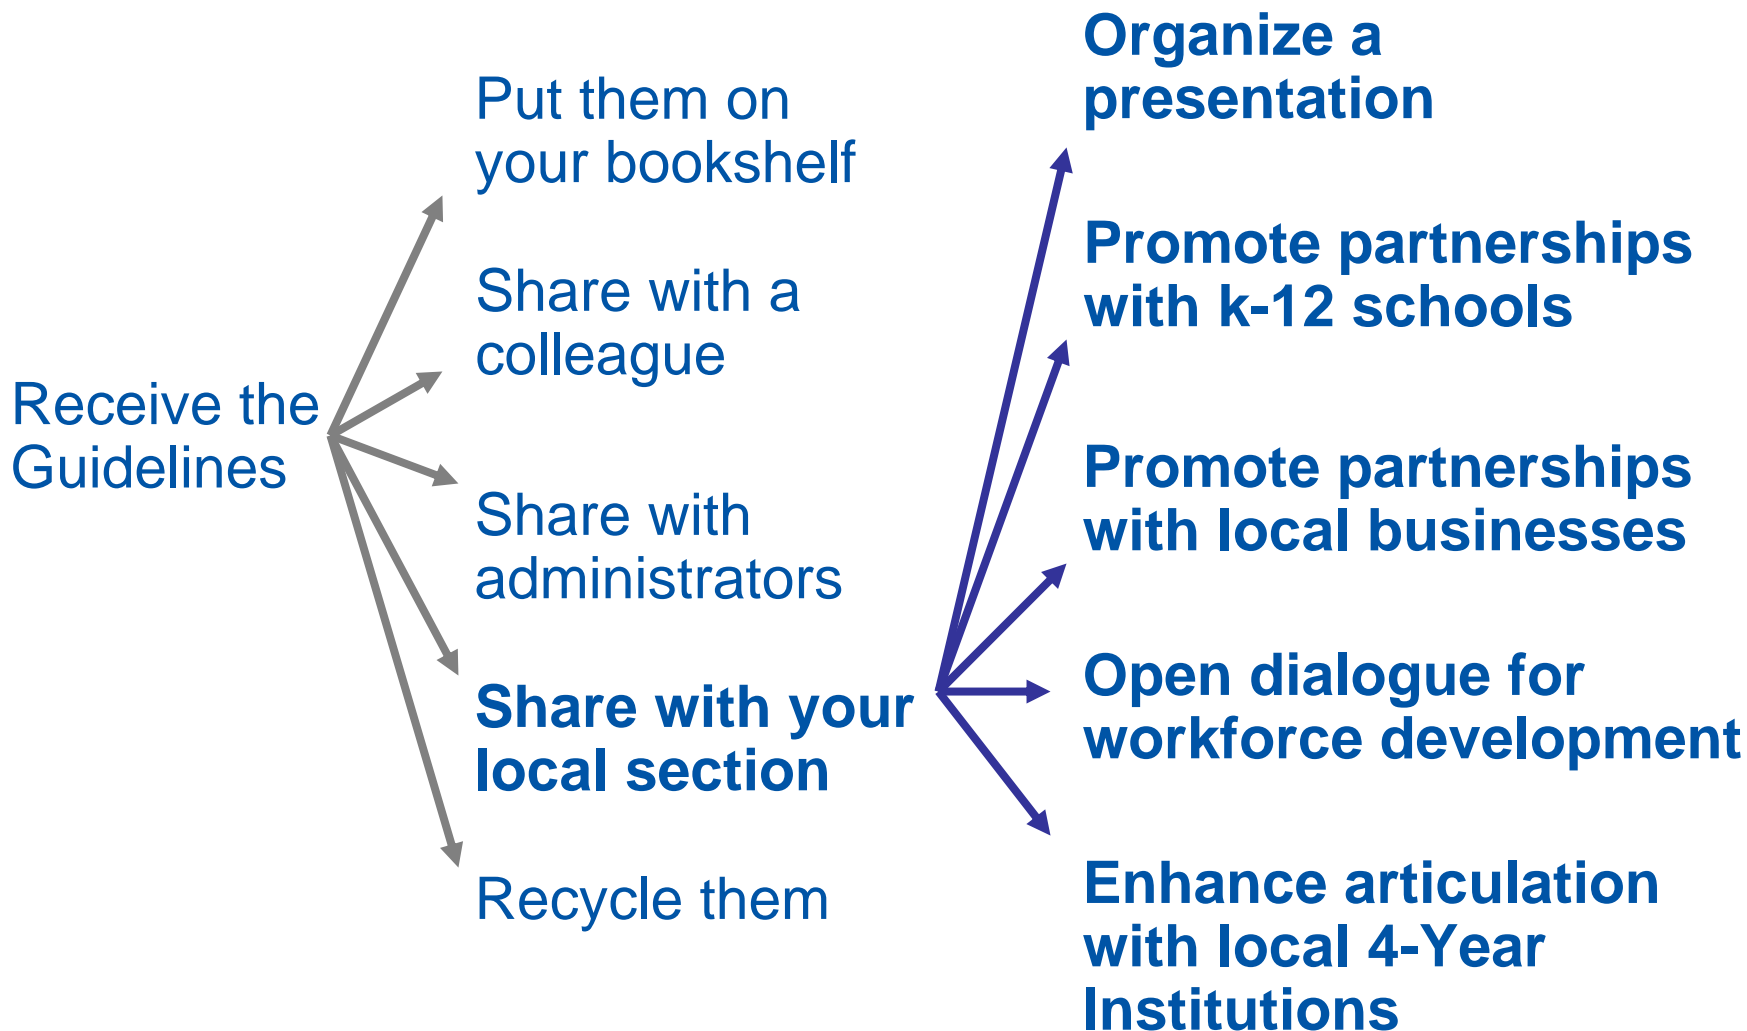 Receive the
Guidelines
Put them on
your bookshelf
Share with a
colleague
Share with
administrators
Share with your
local section
Recycle them
Organize a
presentation
Promote partnerships
with k-12 schools
Promote partnerships
with local businesses
Open dialogue for
workforce development
Enhance articulation
with local 4-Year
Institutions